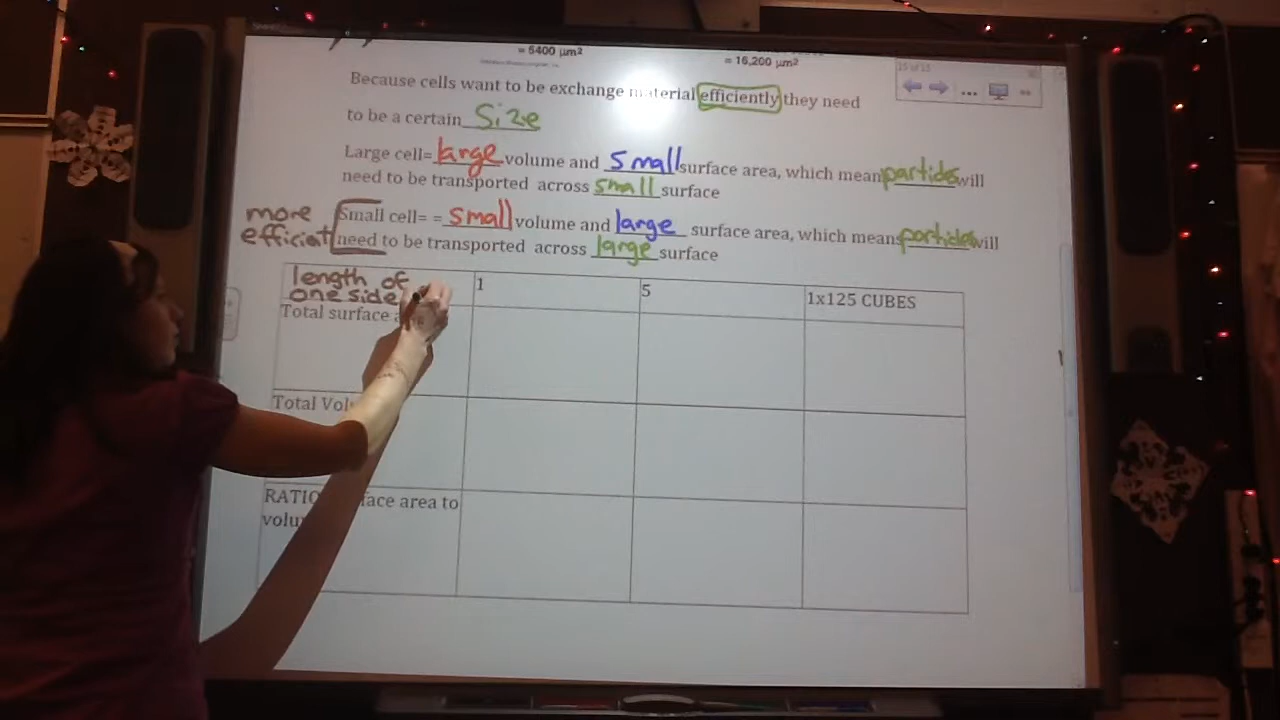 = 5400 µm²
= 16,200 µm²
15 of 15
Because cells want to be exchange material efficiently they need
to be a certain Size
Large cell= large volume and small surface area, which mean particles will
need to be transported across small surface
more
efficient
Small cell= = small volume and large surface area, which means particles will
need to be transported across large surface
length of
one side
1
5
1x125 CUBES
Total surface
Total Vol
RATIO face area to
volu